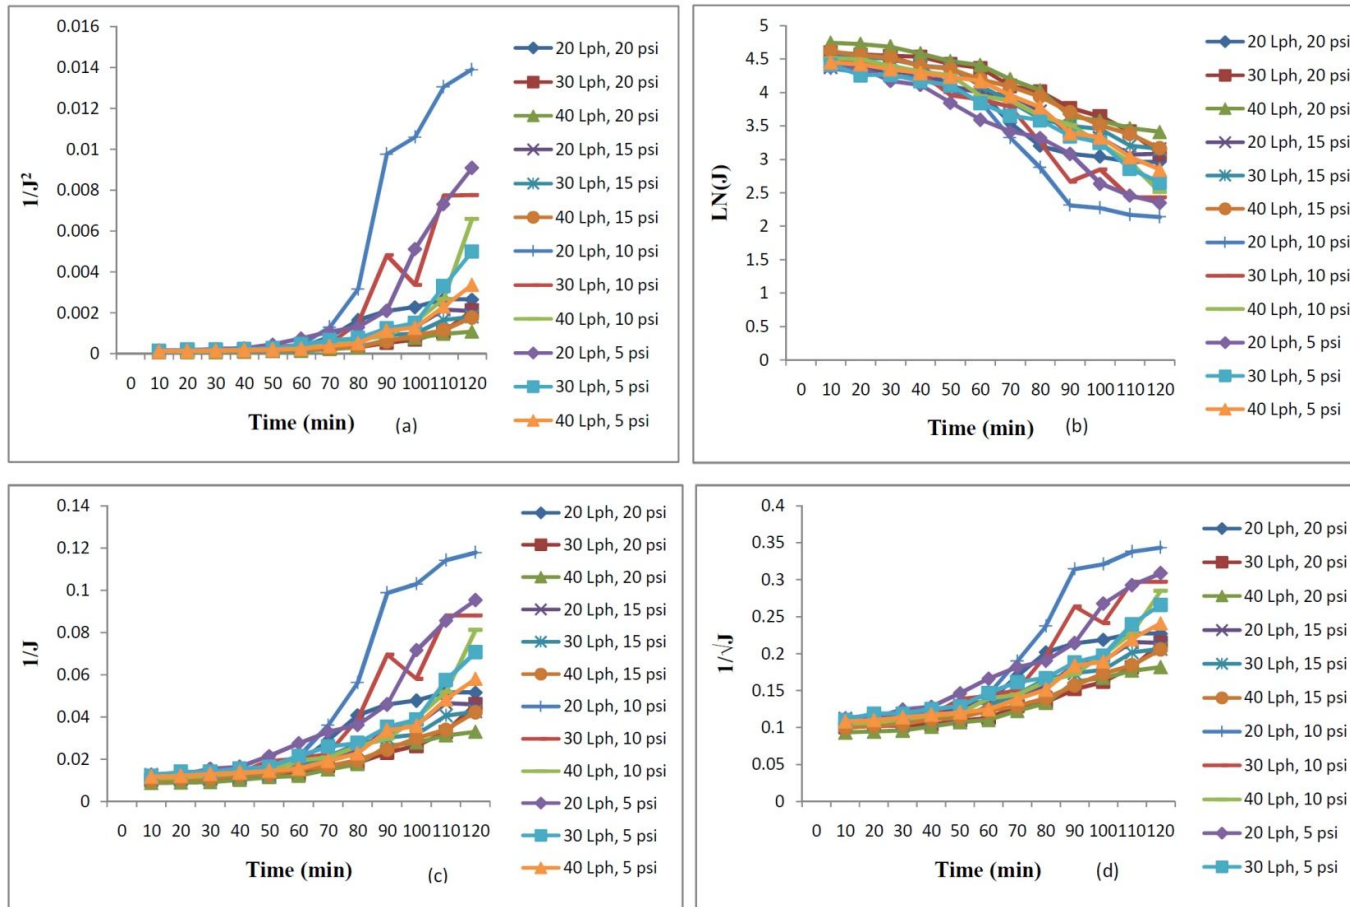 1/J²
0.016
0.014
0.012
0.01
0.008
0.006
0.004
0.002
0
0 10 20 30 40 50 60 70 80 90 100 110 120
Time (min) (a)
20 Lph, 20 psi
30 Lph, 20 psi
40 Lph, 20 psi
20 Lph, 15 psi
30 Lph, 15 psi
40 Lph, 15 psi
20 Lph, 10 psi
30 Lph, 10 psi
40 Lph, 10 psi
20 Lph, 5 psi
30 Lph, 5 psi
40 Lph, 5 psi
LN(J)
5
4.5
4
3.5
3
2.5
2
1.5
1
0.5
0
0 10 20 30 40 50 60 70 80 90 100 110 120
Time (min) (b)
20 Lph, 20 psi
30 Lph, 20 psi
40 Lph, 20 psi
20 Lph, 15 psi
30 Lph, 15 psi
40 Lph, 15 psi
20 Lph, 10 psi
30 Lph, 10 psi
40 Lph, 10 psi
20 Lph, 5 psi
30 Lph, 5 psi
40 Lph, 5 psi
1/J
0.14
0.12
0.1
0.08
0.06
0.04
0.02
0
0 10 20 30 40 50 60 70 80 90 100 110 120
Time (min) (c)
20 Lph, 20 psi
30 Lph, 20 psi
40 Lph, 20 psi
20 Lph, 15 psi
30 Lph, 15 psi
40 Lph, 15 psi
20 Lph, 10 psi
30 Lph, 10 psi
40 Lph, 10 psi
20 Lph, 5 psi
30 Lph, 5 psi
40 Lph, 5 psi
1/√J
0.4
0.35
0.3
0.25
0.2
0.15
0.1
0.05
0
0 10 20 30 40 50 60 70 80 90 100 110 120
Time (min) (d)
20 Lph, 20 psi
30 Lph, 20 psi
40 Lph, 20 psi
20 Lph, 15 psi
30 Lph, 15 psi
40 Lph, 15 psi
20 Lph, 10 psi
30 Lph, 10 psi
40 Lph, 10 psi
20 Lph, 5 psi
30 Lph, 5 psi